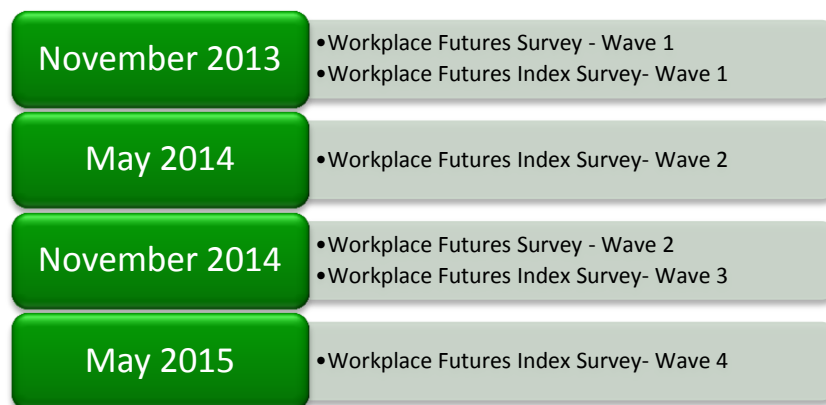 November 2013
•Workplace Futures Survey - Wave 1
•Workplace Futures Index Survey- Wave 1
May 2014
•Workplace Futures Index Survey- Wave 2
November 2014
•Workplace Futures Survey - Wave 2
•Workplace Futures Index Survey- Wave 3
May 2015
•Workplace Futures Index Survey- Wave 4